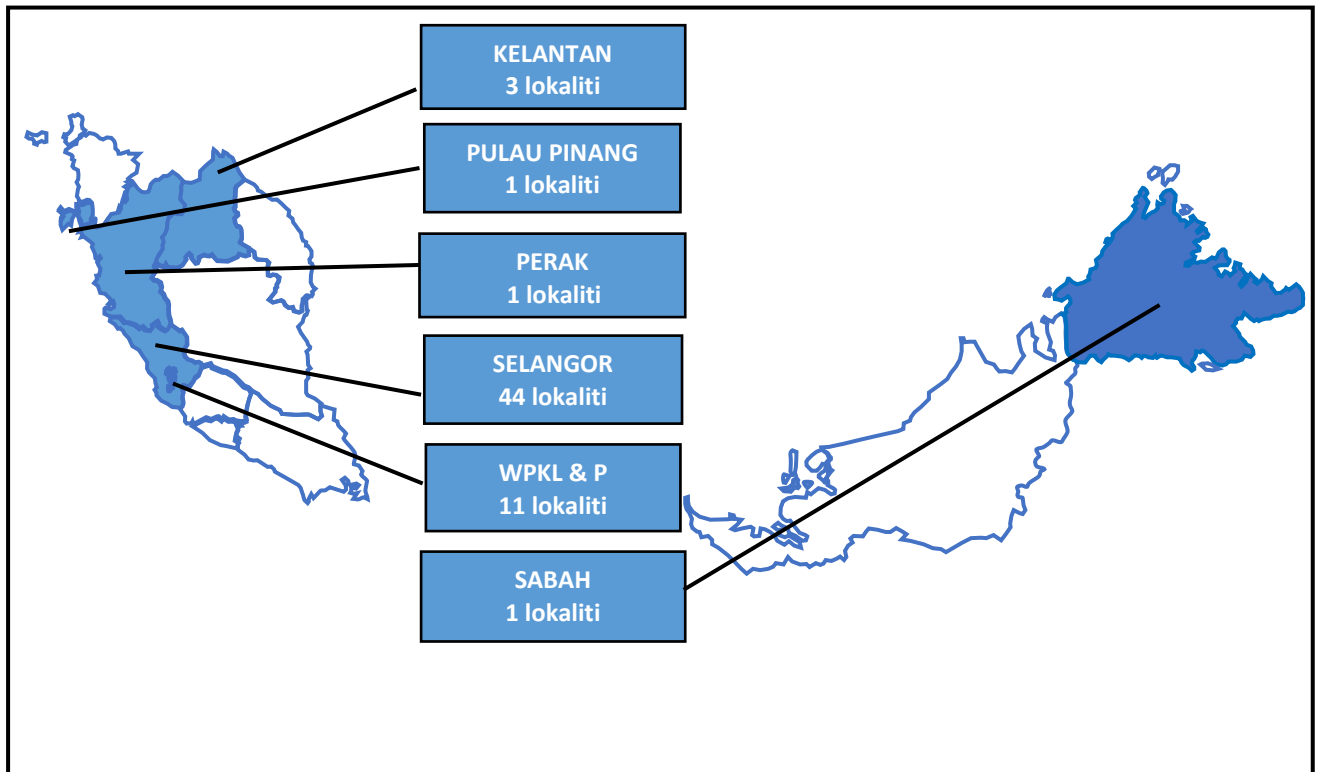 KELANTAN
3 lokaliti
PULAU PINANG
1 lokaliti
PERAK
1 lokaliti
SELANGOR
44 lokaliti
WPKL & P
11 lokaliti
SABAH
1 lokaliti